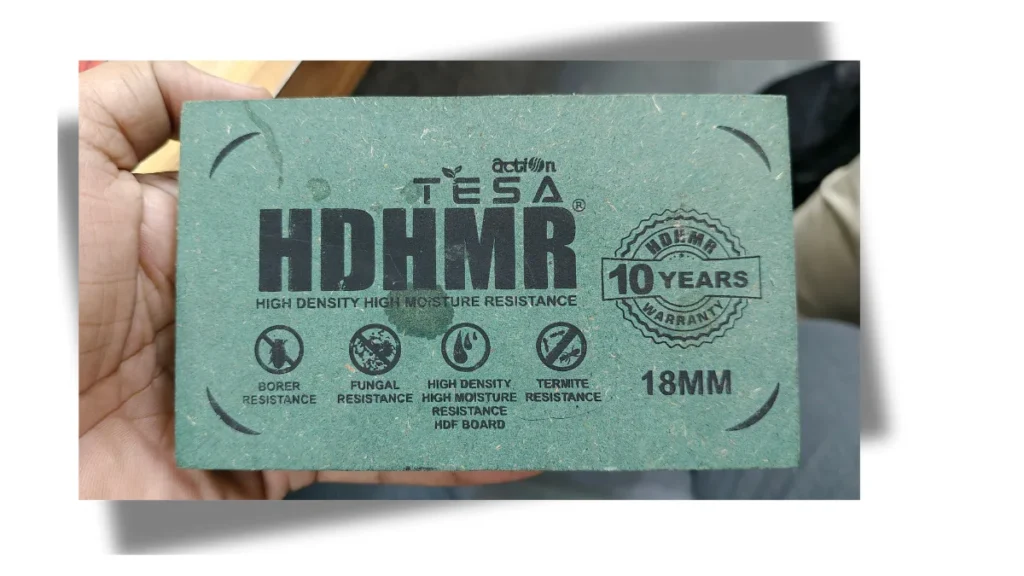 action
TESA
HDHMR®
HIGH DENSITY HIGH MOISTURE RESISTANCE
BORER
RESISTANCE
FUNGAL
RESISTANCE
HIGH DENSITY
HIGH MOISTURE
RESISTANCE
HDF BOARD
TERMITE
RESISTANCE
HDHMR
10 YEARS
WARRANTY
18MM